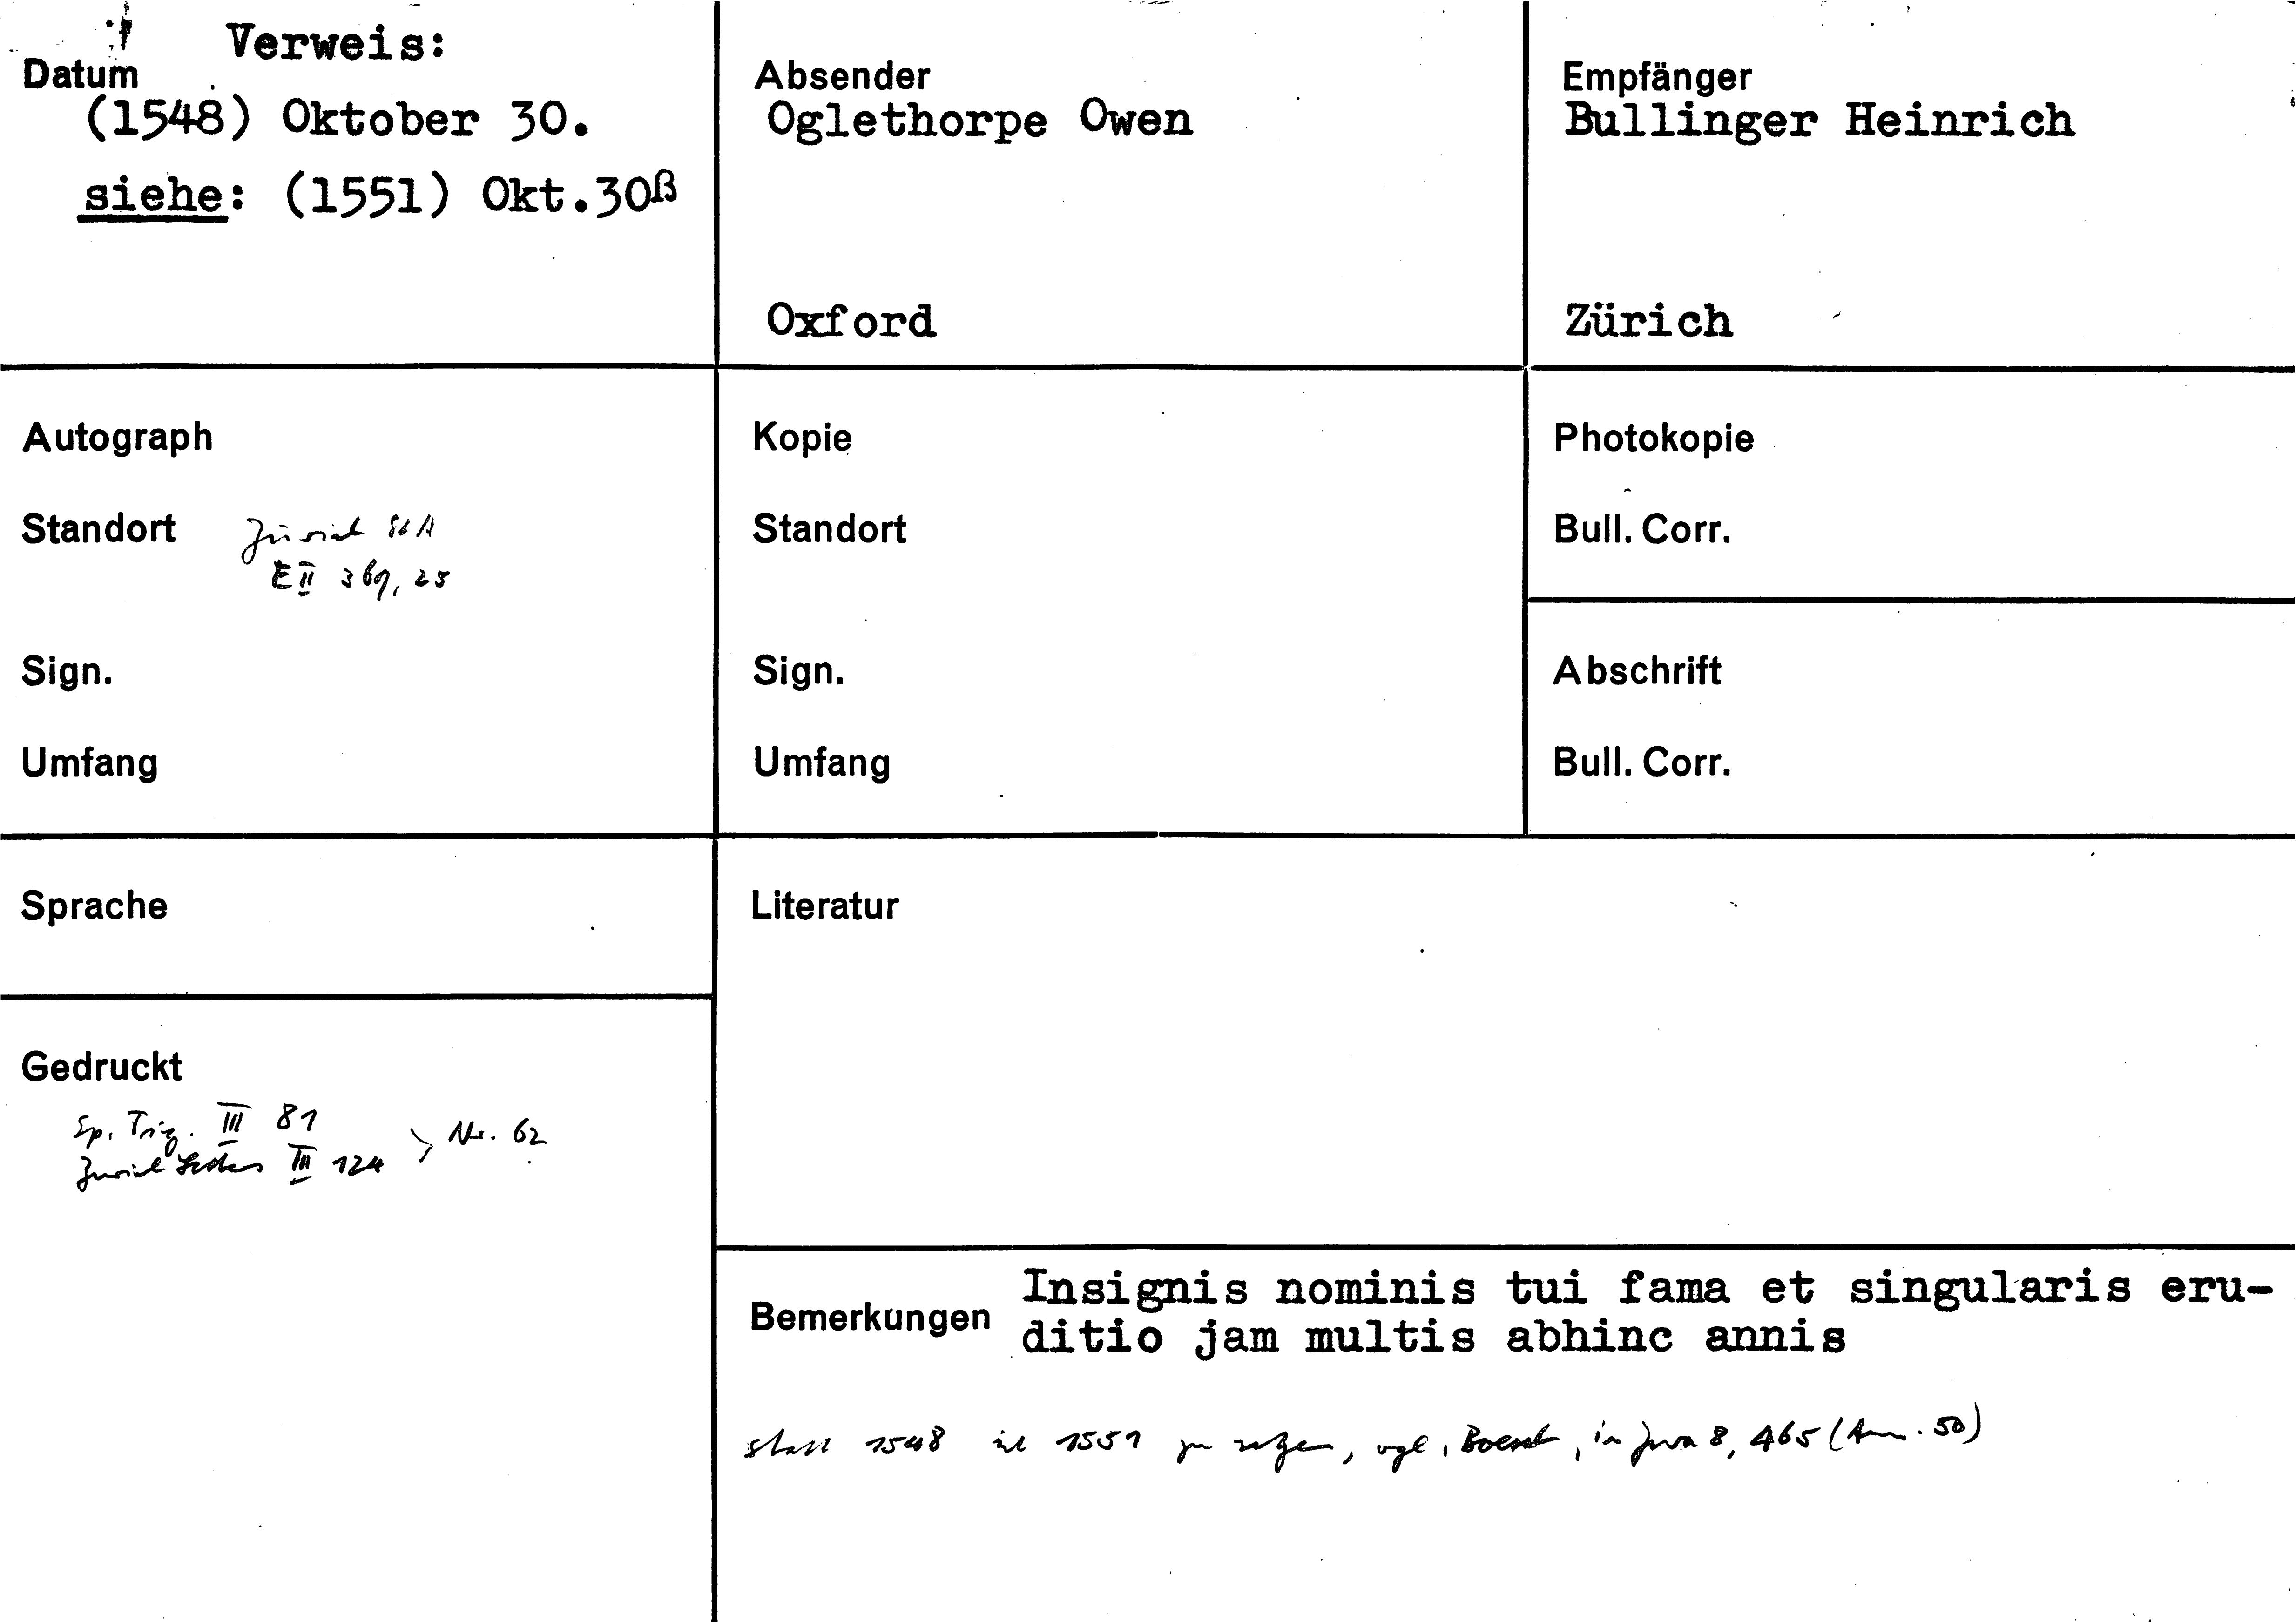 Verweis:
Datum
(1548) Oktober 30.
siehe: (1551) Okt.30ß
Absender
Oglethorpe Owen
Oxford
Empfänger
Bullinger Heinrich
Zürich
Autograph
Standort Zürich StA
E II 369, 25
Sign.
Umfang
Kopie
Standort
Sign.
Umfang
Photokopie
Bull. Corr.
Abschrift
Bull. Corr.
Sprache
Gedruckt
Ep. Tig. III 81
Zurich Letters III 124 > Nr. 62
Literatur
Bemerkungen
Insignis nominis tui fama et singularis eru-
ditio jam multis abhinc annis
statt 1548 ist 1551 zu setzen, vgl. in Zwa 8, 465 (Anm. 50)